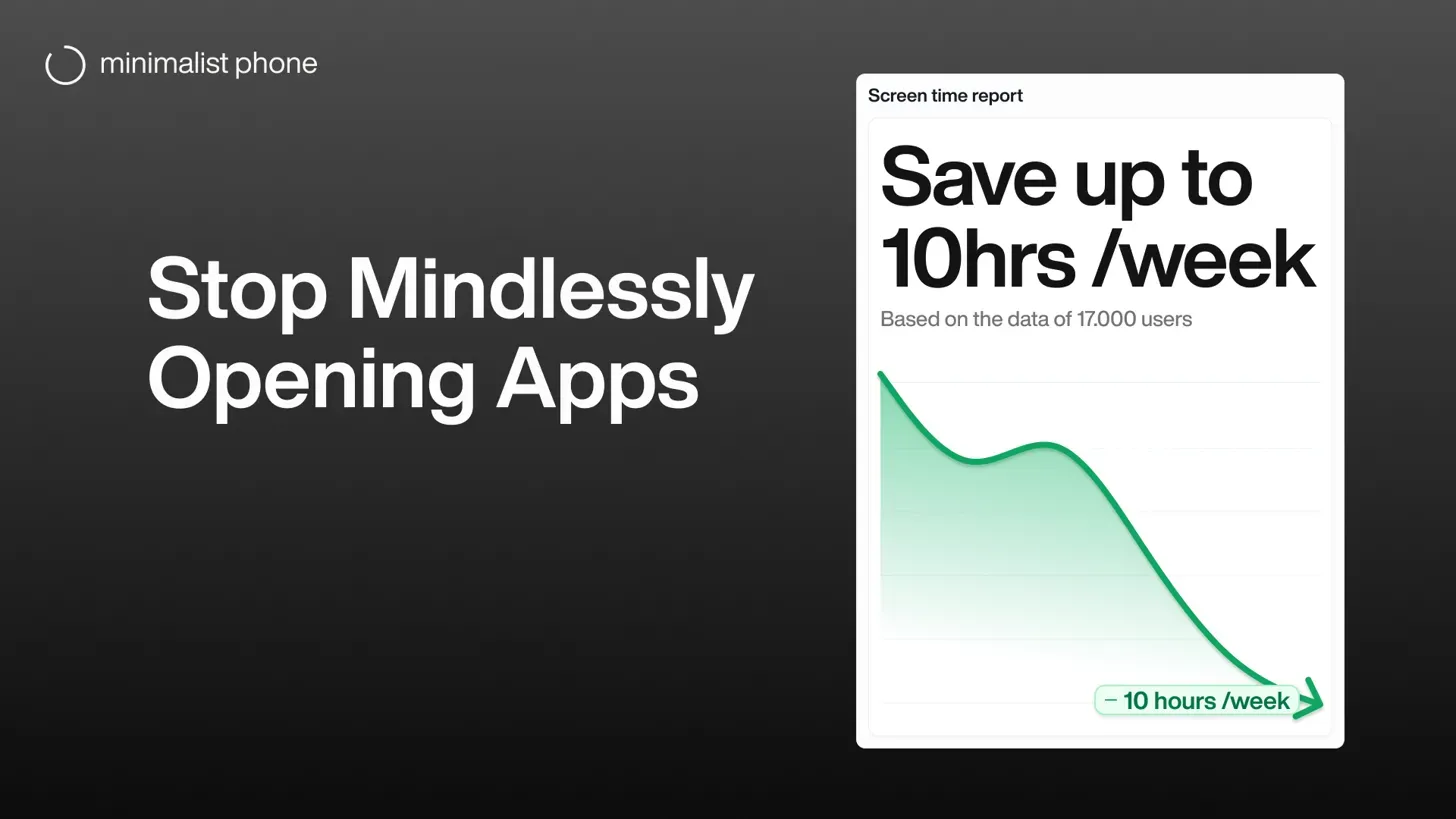 minimalist phone
Stop Mindlessly
Opening Apps
Screen time report
Save up to
10hrs /week
Based on the data of 17.000 users
– 10 hours /week